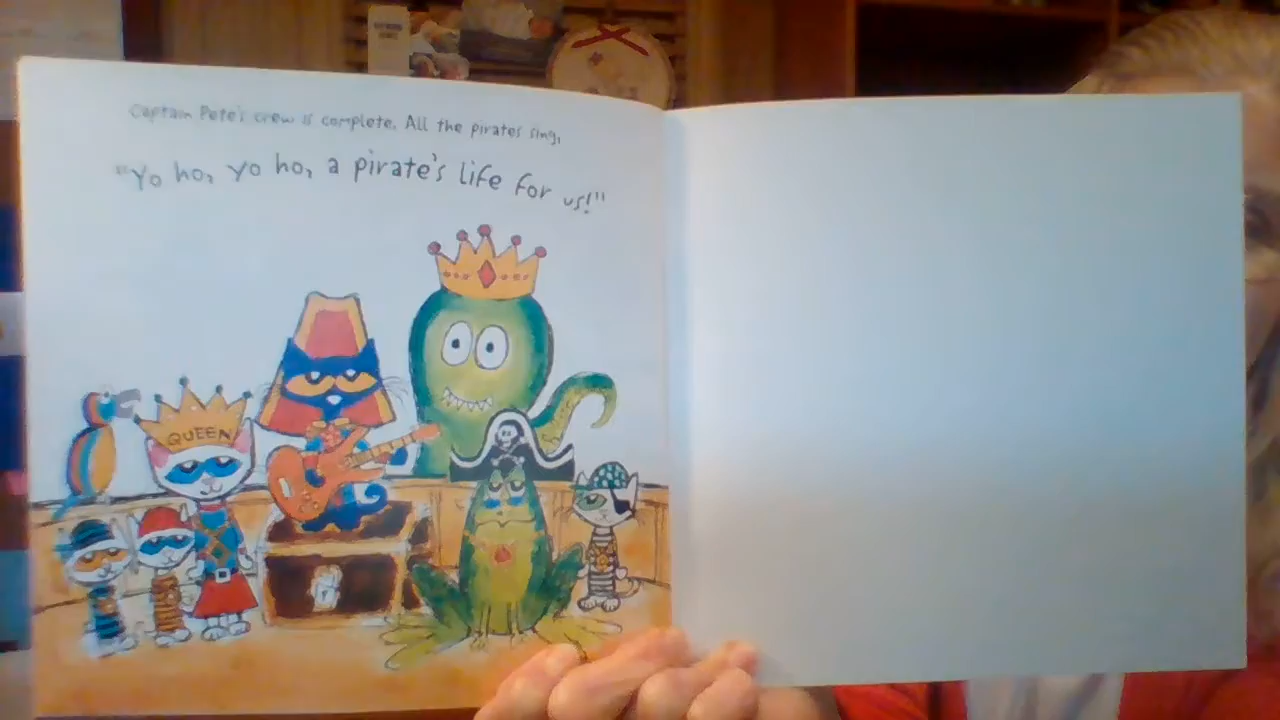 Captain Pete's crew is complete. All the pirates sing,
"Yo ho, yo ho, a pirate's life for us!"
QUEEN